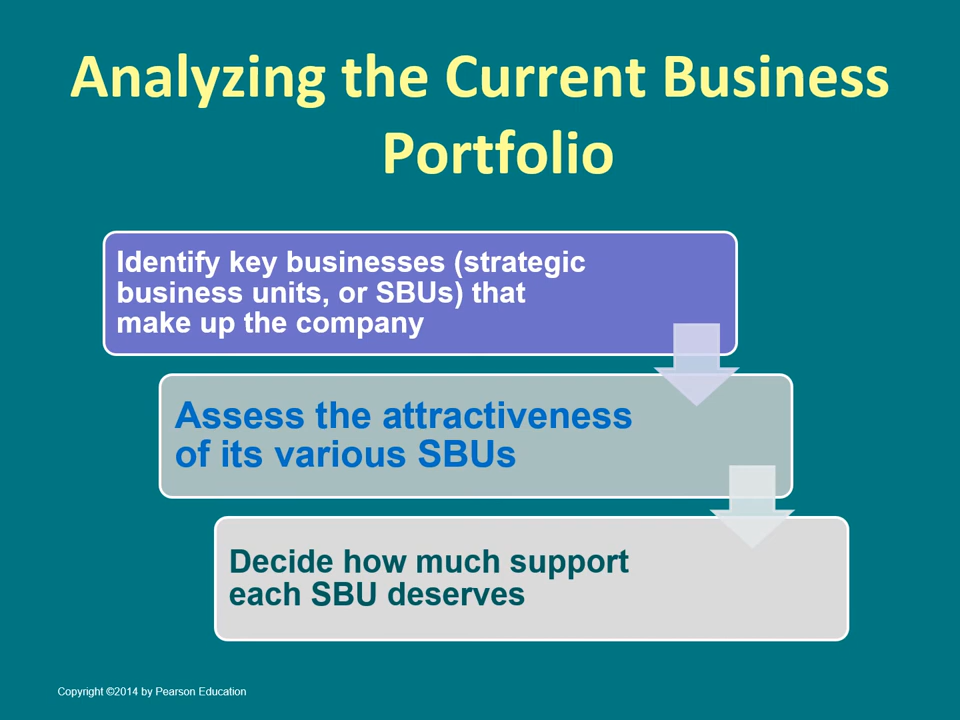 Analyzing the Current Business
Portfolio
Identify key businesses (strategic
business units, or SBUs) that
make up the company
Assess the attractiveness
of its various SBUs
Decide how much support
each SBU deserves
Copyright ©2014 by Pearson Education